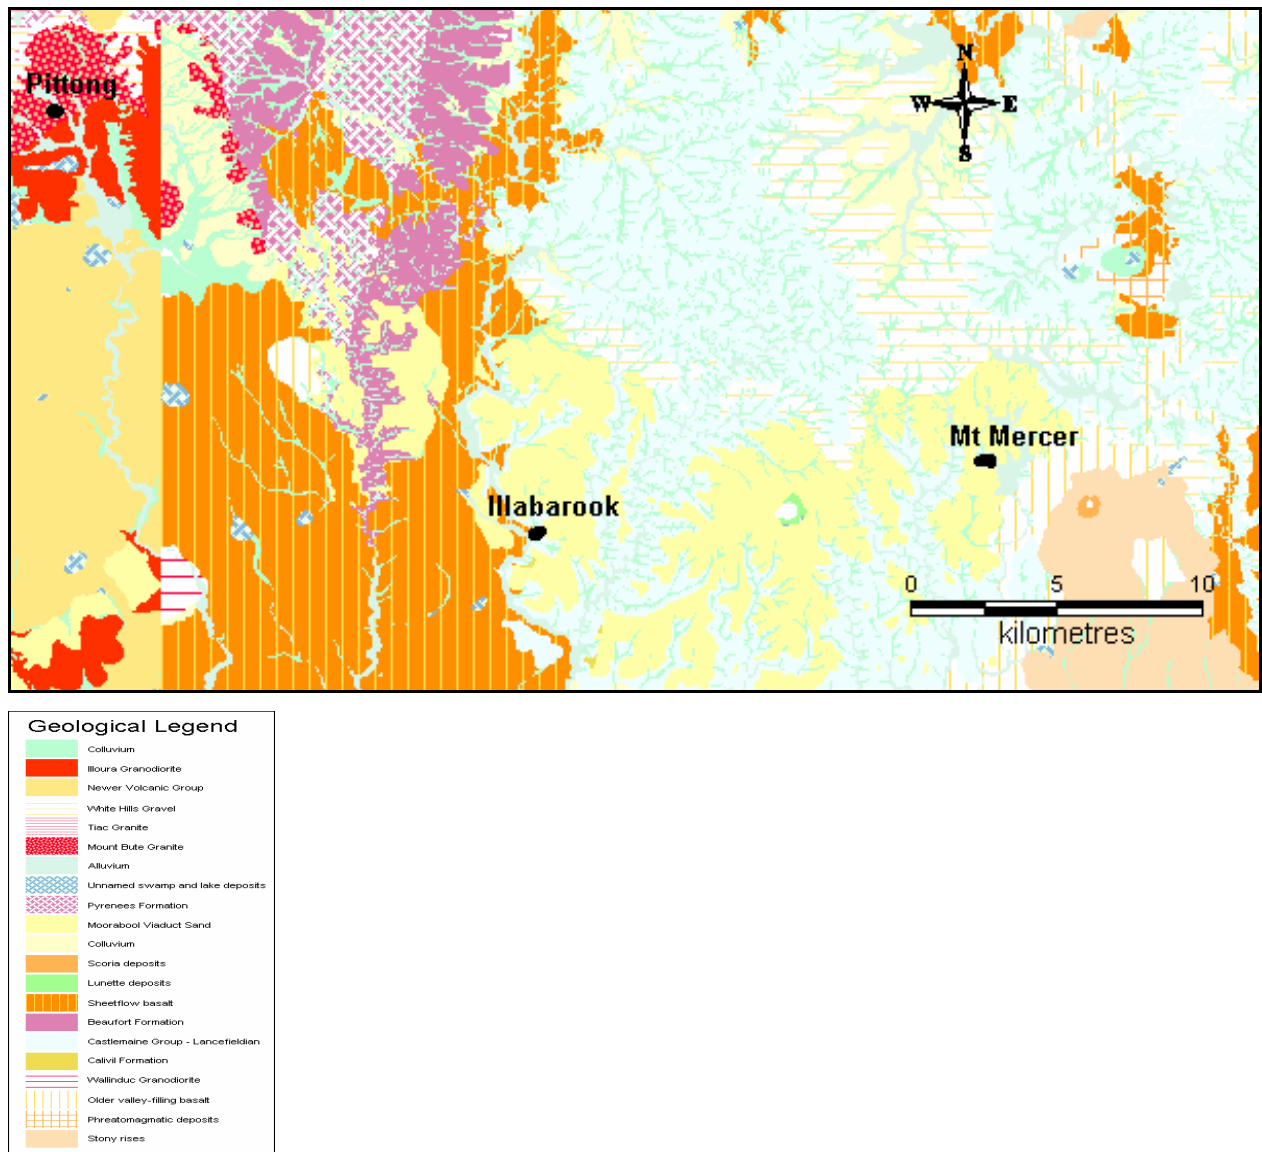 Pittong
N
W E
S
Mt Mercer
Illabarook
0 5 10
kilometres
Geological Legend
Colluvium
Illoura Granodiorite
Newer Volcanic Group
White Hills Gravel
Tiac Granite
Mount Bute Granite
Alluvium
Unnamed swamp and lake deposits
Pyrenees Formation
Moorabool Viaduct Sand
Colluvium
Scoria deposits
Lunette deposits
Sheetflow basalt
Beaufort Formation
Castlemaine Group - Lancefieldian
Calivil Formation
Wallinduc Granodiorite
Older valley-filling basalt
Phreatomagmatic deposits
Stony rises